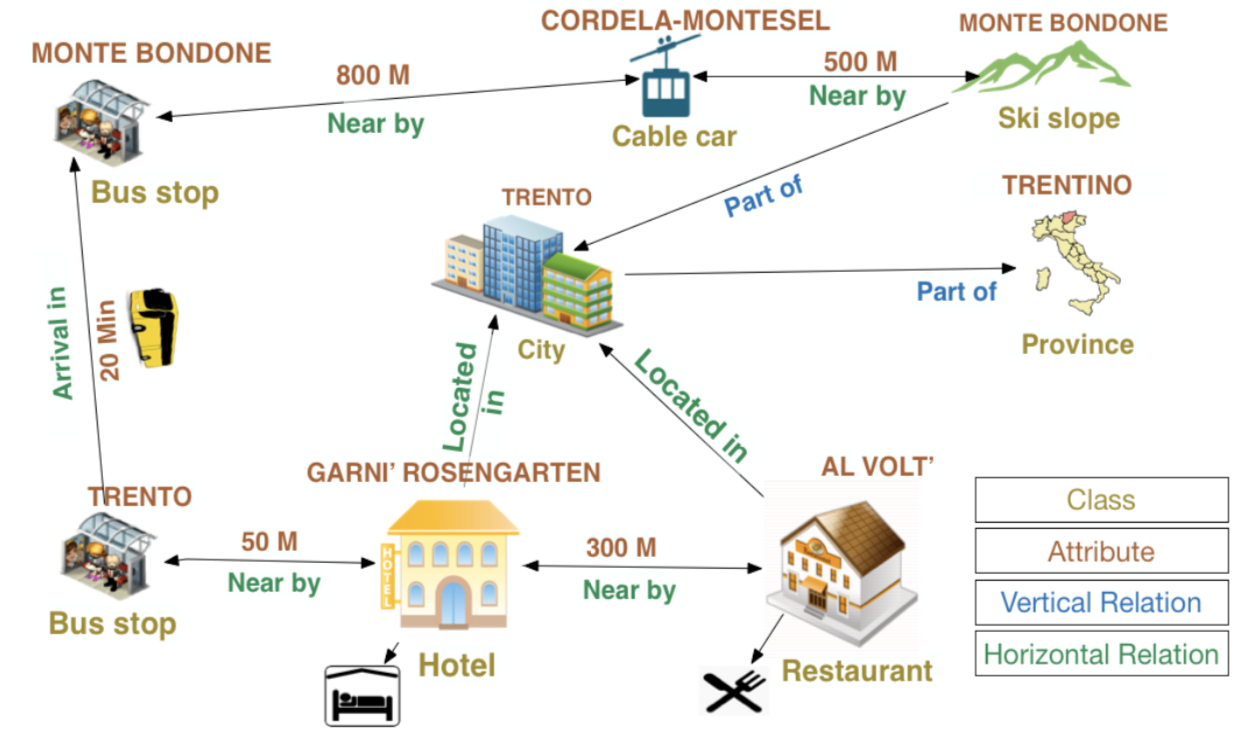 CORDELA-MONTESEL
MONTE BONDONE
MONTE BONDONE
800 M
Near by
500 M
Near by
Cable car
Ski slope
Bus stop
TRENTO
Part of
TRENTINO
Part of
City
Province
Arrival in
20 Min
Located
in
Located in
GARNI’ ROSENGARTEN
AL VOLT’
TRENTO
50 M
Near by
HOTEL
300 M
Near by
Bus stop
Hotel
Restaurant
Class
Attribute
Vertical Relation
Horizontal Relation